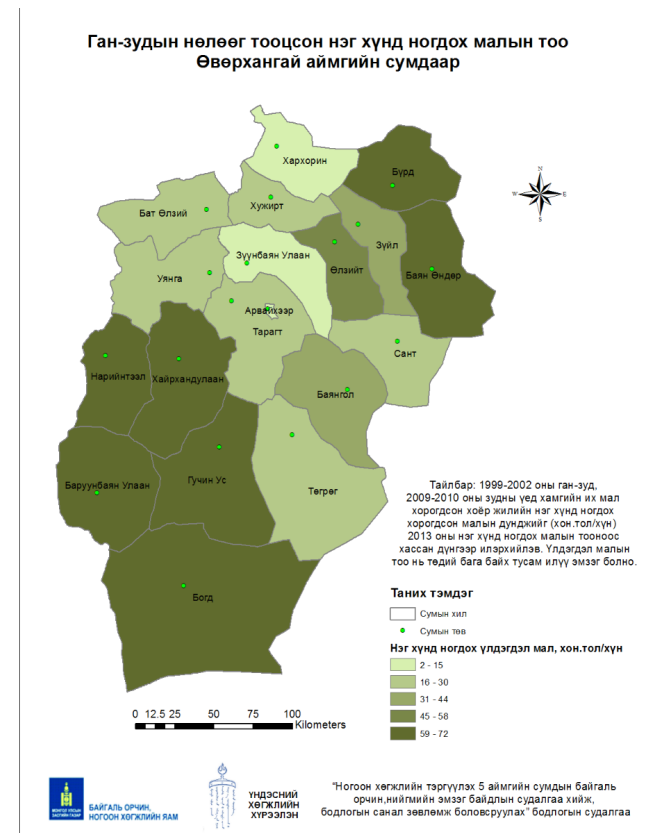 Ган-зудын нөлөөг тооцсон нэг хүнд ногдох малын тоо
Өвөрхангай аймгийн сумдаар
Хархорин
Бүрд
N
W
E
S
Хужирт
Бат Өлзий
Зүйл
Зүүнбаян Улаан
Өлзийт
Баян Өндөр
Уянга
Арвайхээр
Тарагт
Сант
Нарийнтээл
Хайрхандулаан
Баянгол
Баруунбаян Улаан
Гучин Ус
Төгрөг
Богд
Тайлбар: 1999-2002 оны ган-зуд,
2009-2010 оны зудны үед хамгийн их мал
хорогдсон хоёр жилийн нэг хүнд ногдох
хорогдсон малын дунджийг (хон.тол/хүн)
2013 оны нэг хүнд ногдох малын тооноос
хассан дүнгээр илэрхийлэв. Үлдэгдэл малын
тоо нь төдий бага байх тусам илүү эмзэг болно.
Таних тэмдэг
Сумын хил
Сумын төв
Нэг хүнд ногдох үлдэгдэл мал, хон.тол/хүн
2 - 15
16 - 30
31 - 44
45 - 58
59 - 72
0 12.5 25 50 75 100
Kilometers
МОНГОЛ УЛСЫН
ЗАСГИЙН ГАЗАР
БАЙГАЛЬ ОРЧИН,
НОГООН ХӨГЖЛИЙН ЯАМ
ҮНДЭСНИЙ
ХӨГЖЛИЙН
ХҮРЭЭЛЭН
"Ногоон хөгжлийн тэргүүлэх 5 аймгийн сумдын байгаль
орчин,нийгмийн эмзэг байдлын судалгаа хийж,
бодлогын санал зөвлөмж боловсруулах" бодлогын судалгаа